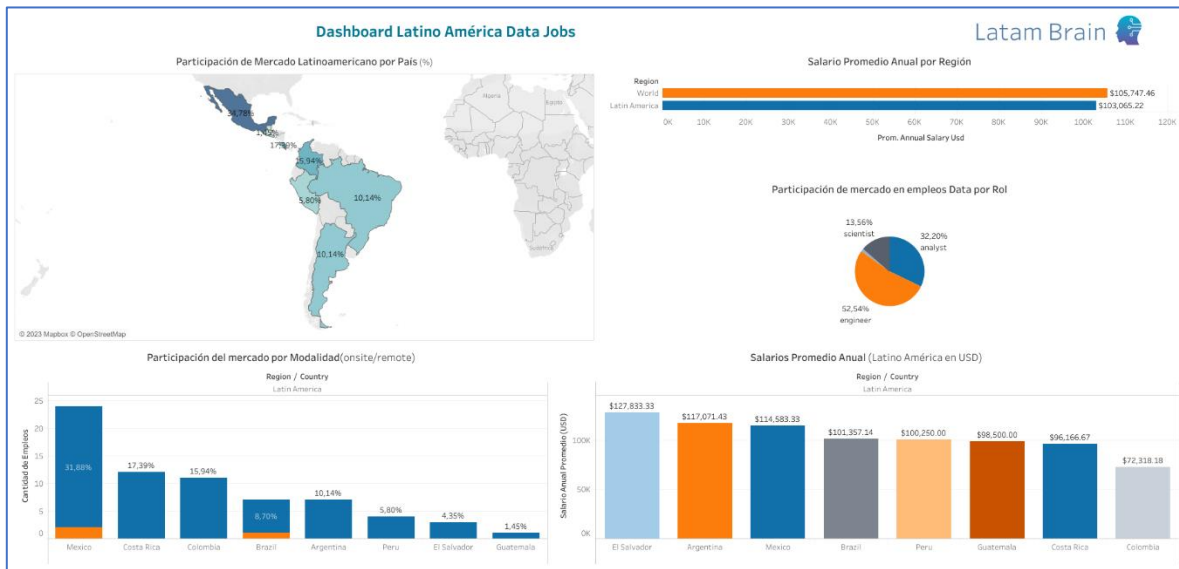 Dashboard Latino América Data Jobs
Latam Brain
Participación de Mercado Latinoamericano por País (%)
34,78%
17,39%
15,94%
5,80%
10,14%
10,14%
© 2023 Mapbox © OpenStreetMap
Salario Promedio Anual por Región
Region
World
$105,747.46
Latin America
$103,065.22
0K 10K 20K 30K 40K 50K 60K 70K 80K 90K 100K 110K 120K
Prom. Annual Salary Usd
Participación de mercado en empleos Data por Rol
13,56%
scientist
32,20%
analyst
52,54%
engineer
Participación del mercado por Modalidad(onsite/remote)
Region / Country
Latin America
Cantidad de Empleos
25
20
15
10
5
0
31,88%
17,39%
15,94%
8,70%
10,14%
5,80%
4,35%
1,45%
Mexico Costa Rica Colombia Brazil Argentina Peru El Salvador Guatemala
Salarios Promedio Anual (Latino América en USD)
Region / Country
Latin America
Salario Anual Promedio (USD)
100K
50K
0K
$127,833.33
$117,071.43
$114,583.33
$101,357.14
$100,250.00
$98,500.00
$96,166.67
$72,318.18
El Salvador Argentina Mexico Brazil Peru Guatemala Costa Rica Colombia